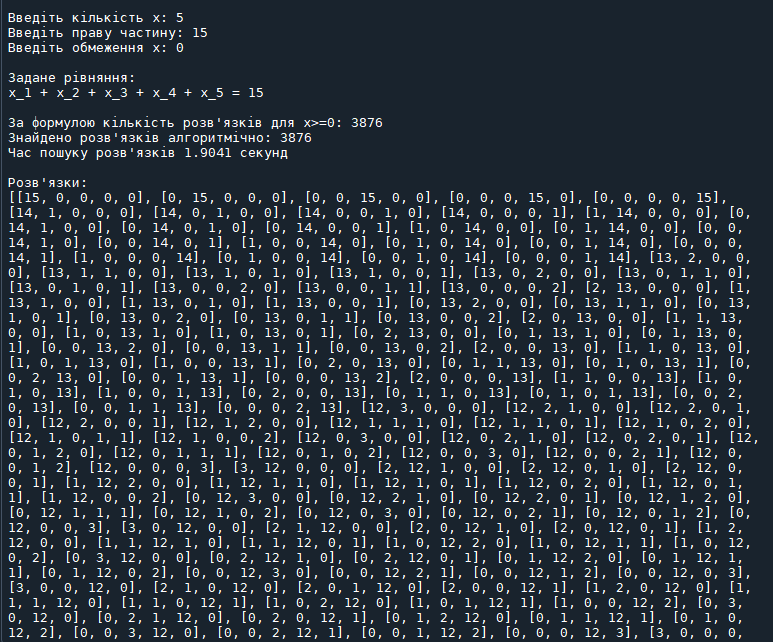 Введіть кількість x: 5
Введіть праву частину: 15
Введіть обмеження x: 0
Задане рівняння:
x_1 + x_2 + x_3 + x_4 + x_5 = 15
За формулою кількість розв'язків для x>=0: 3876
Знайдено розв'язків алгоритмічно: 3876
Час пошуку розв'язків 1.9041 секунд
Розв'язки:
[[15, 0, 0, 0, 0], [0, 15, 0, 0, 0], [0, 0, 15, 0, 0], [0, 0, 0, 15, 0], [0, 0, 0, 0, 15],
[14, 1, 0, 0, 0], [14, 0, 1, 0, 0], [14, 0, 0, 1, 0], [14, 0, 0, 0, 1], [1, 14, 0, 0, 0], [0,
14, 1, 0, 0], [0, 14, 0, 1, 0], [0, 14, 0, 0, 1], [1, 0, 14, 0, 0], [0, 1, 14, 0, 0], [0, 0,
14, 1, 0], [0, 0, 14, 0, 1], [1, 0, 0, 14, 0], [0, 1, 0, 14, 0], [0, 0, 1, 14, 0], [0, 0, 0,
14, 1], [1, 0, 0, 0, 14], [0, 1, 0, 0, 14], [0, 0, 1, 0, 14], [0, 0, 0, 1, 14], [13, 2, 0, 0,
0], [13, 1, 1, 0, 0], [13, 1, 0, 1, 0], [13, 1, 0, 0, 1], [13, 0, 2, 0, 0], [13, 0, 1, 1, 0],
[13, 0, 1, 0, 1], [13, 0, 0, 2, 0], [13, 0, 0, 1, 1], [13, 0, 0, 0, 2], [2, 13, 0, 0, 0], [1,
13, 1, 0, 0], [1, 13, 0, 1, 0], [1, 13, 0, 0, 1], [0, 13, 2, 0, 0], [0, 13, 1, 1, 0], [0, 13,
1, 0, 1], [0, 13, 0, 2, 0], [0, 13, 0, 1, 1], [0, 13, 0, 0, 2], [2, 0, 13, 0, 0], [1, 1, 13,
0, 0], [1, 0, 13, 1, 0], [1, 0, 13, 0, 1], [0, 2, 13, 0, 0], [0, 1, 13, 1, 0], [0, 1, 13, 0,
1], [0, 0, 13, 2, 0], [0, 0, 13, 1, 1], [0, 0, 13, 0, 2], [2, 0, 0, 13, 0], [1, 1, 0, 13, 0],
[1, 0, 1, 13, 0], [1, 0, 0, 13, 1], [0, 2, 0, 13, 0], [0, 1, 1, 13, 0], [0, 1, 0, 13, 1], [0,
0, 2, 13, 0], [0, 0, 1, 13, 1], [0, 0, 0, 13, 2], [2, 0, 0, 0, 13], [1, 1, 0, 0, 13], [1, 0,
1, 0, 13], [1, 0, 0, 1, 13], [0, 2, 0, 0, 13], [0, 1, 1, 0, 13], [0, 1, 0, 1, 13], [0, 0, 2,
0, 13], [0, 0, 1, 1, 13], [0, 0, 0, 2, 13], [12, 3, 0, 0, 0], [12, 2, 1, 0, 0], [12, 2, 0, 1,
0], [12, 2, 0, 0, 1], [12, 1, 2, 0, 0], [12, 1, 1, 1, 0], [12, 1, 1, 0, 1], [12, 1, 0, 2, 0],
[12, 1, 0, 1, 1], [12, 1, 0, 0, 2], [12, 0, 3, 0, 0], [12, 0, 2, 1, 0], [12, 0, 2, 0, 1], [12,
0, 1, 2, 0], [12, 0, 1, 1, 1], [12, 0, 1, 0, 2], [12, 0, 0, 3, 0], [12, 0, 0, 2, 1], [12, 0,
0, 1, 2], [12, 0, 0, 0, 3], [3, 12, 0, 0, 0], [2, 12, 1, 0, 0], [2, 12, 0, 1, 0], [2, 12, 0,
0, 1], [1, 12, 2, 0, 0], [1, 12, 1, 1, 0], [1, 12, 1, 0, 1], [1, 12, 0, 2, 0], [1, 12, 0, 1,
1], [1, 12, 0, 0, 2], [0, 12, 3, 0, 0], [0, 12, 2, 1, 0], [0, 12, 2, 0, 1], [0, 12, 1, 2, 0],
[0, 12, 1, 1, 1], [0, 12, 1, 0, 2], [0, 12, 0, 3, 0], [0, 12, 0, 2, 1], [0, 12, 0, 1, 2], [0,
12, 0, 0, 3], [3, 0, 12, 0, 0], [2, 1, 12, 0, 0], [2, 0, 12, 1, 0], [2, 0, 12, 0, 1], [1, 2,
12, 0, 0], [1, 1, 12, 1, 0], [1, 1, 12, 0, 1], [1, 0, 12, 2, 0], [1, 0, 12, 1, 1], [1, 0, 12,
0, 2], [0, 3, 12, 0, 0], [0, 2, 12, 1, 0], [0, 2, 12, 0, 1], [0, 1, 12, 2, 0], [0, 1, 12, 1,
1], [0, 1, 12, 0, 2], [0, 0, 12, 3, 0], [0, 0, 12, 2, 1], [0, 0, 12, 1, 2], [0, 0, 12, 0, 3],
[3, 0, 0, 12, 0], [2, 1, 0, 12, 0], [2, 0, 1, 12, 0], [2, 0, 0, 12, 1], [1, 2, 0, 12, 0], [1,
1, 1, 12, 0], [1, 1, 0, 12, 1], [1, 0, 2, 12, 0], [1, 0, 1, 12, 1], [1, 0, 0, 12, 2], [0, 3,
0, 12, 0], [0, 2, 1, 12, 0], [0, 2, 0, 12, 1], [0, 1, 2, 12, 0], [0, 1, 1, 12, 1], [0, 1, 0,
12, 2], [0, 0, 3, 12, 0], [0, 0, 2, 12, 1], [0, 0, 1, 12, 2], [0, 0, 0, 12, 3], [3, 0, 0,